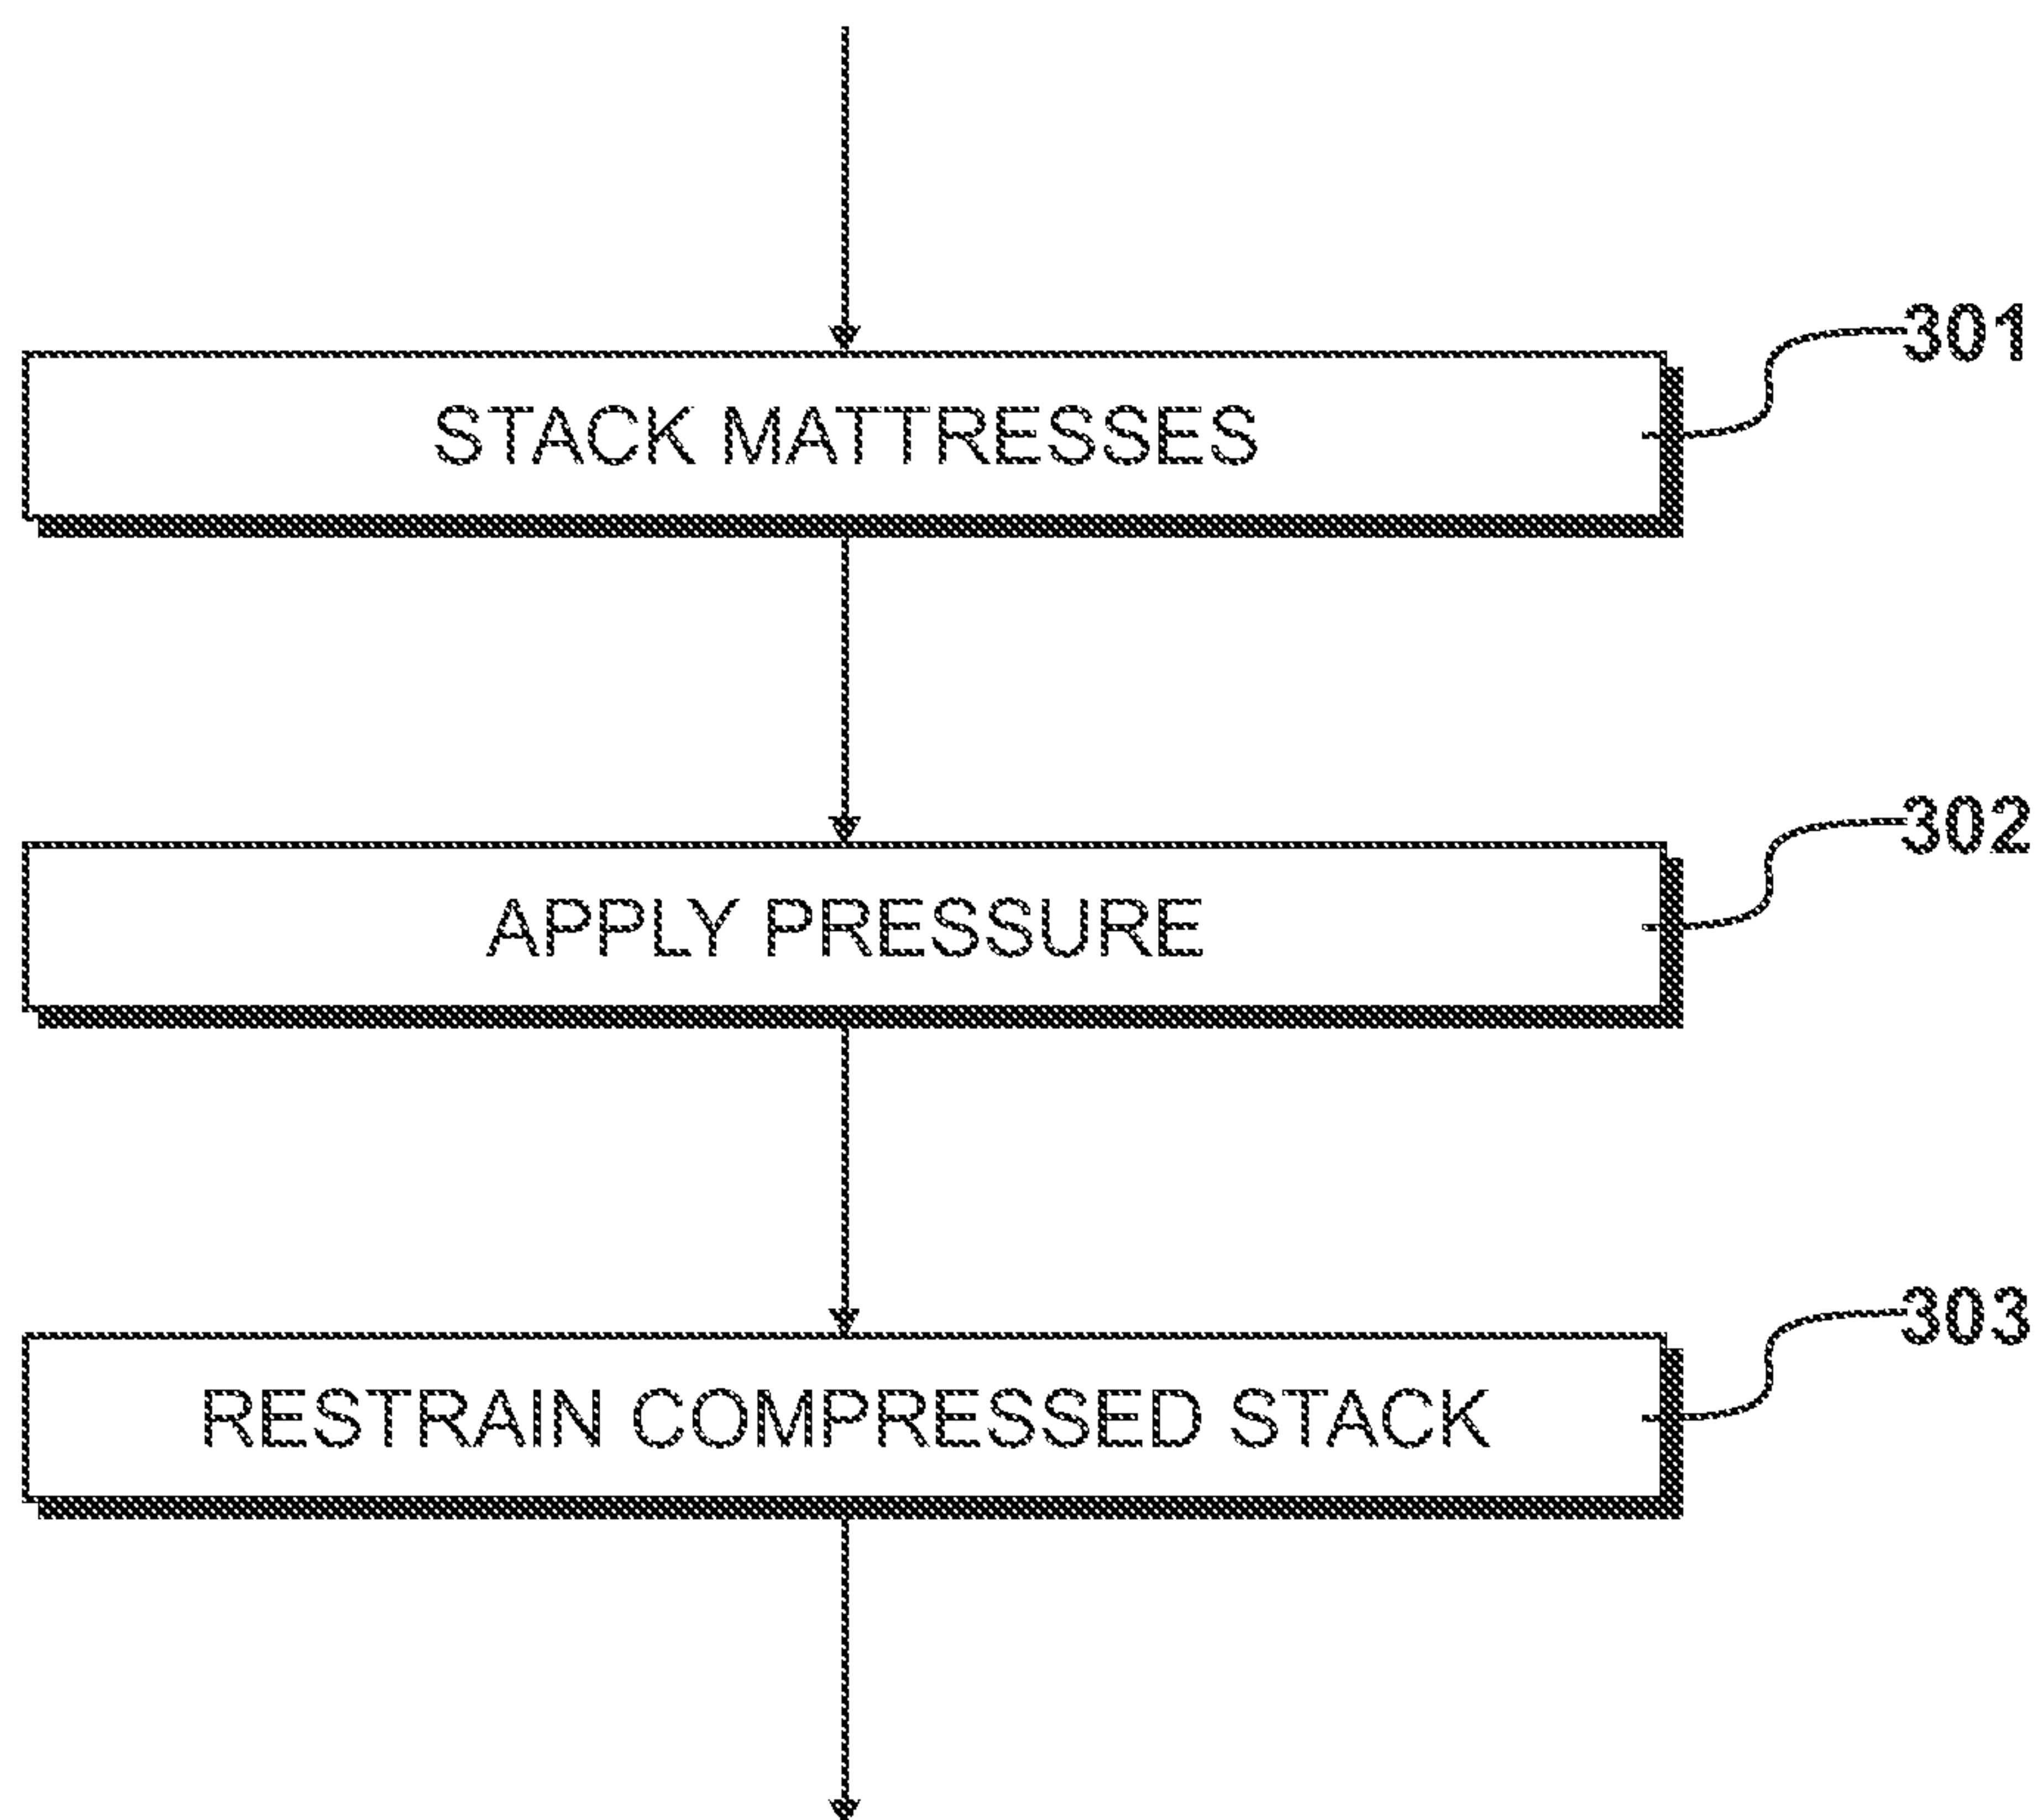 301
STACK MATTRESSES
302
APPLY PRESSURE
303
RESTRAIN COMPRESSED STACK